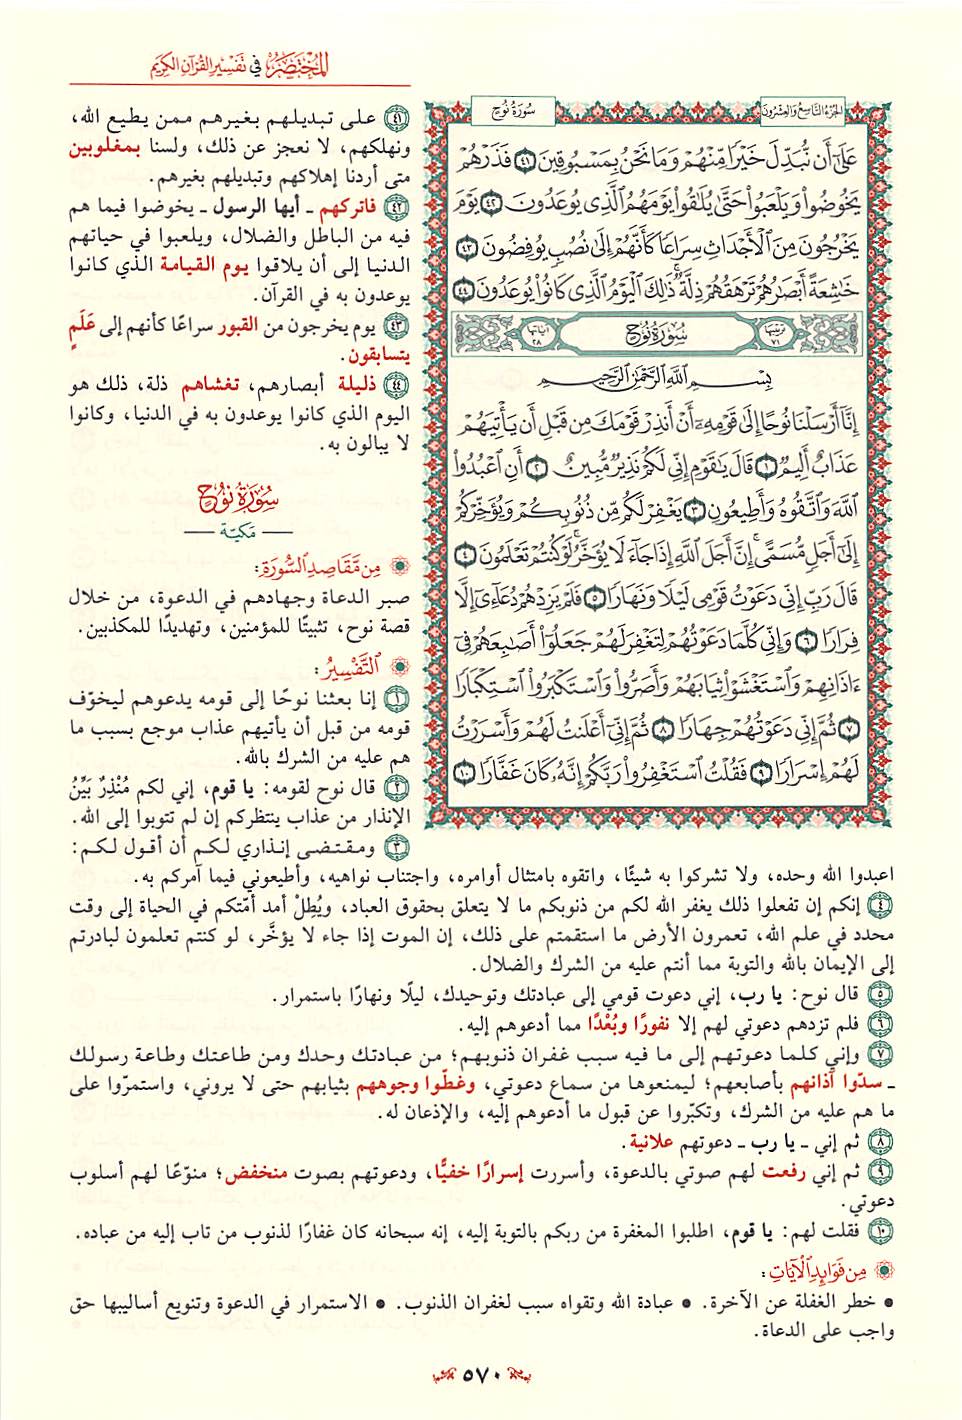 المختصر في تفسير القرآن الكريم
الجزء التاسع والعشرون
سورة نوح
عَلَىٰٓ أَن نُّبَدِّلَ خَيْرًا مِّنْهُمْ وَمَا نَحْنُ بِمَسْبُوقِينَ ٤١ فَذَرْهُمْ
يَخُوضُوا۟ وَيَلْعَبُوا۟ حَتَّىٰ يُلَٰقُوا۟ يَوْمَهُمُ ٱلَّذِى يُوعَدُونَ ٤٢ يَوْمَ
يَخْرُجُونَ مِنَ ٱلْأَجْدَاثِ سِرَاعًا كَأَنَّهُمْ إِلَىٰ نُصُبٍ يُوفِضُونَ ٤٣
خَٰشِعَةً أَبْصَٰرُهُمْ تَرْهَقُهُمْ ذِلَّةٌ ۚ ذَٰلِكَ ٱلْيَوْمُ ٱلَّذِى كَانُوا۟ يُوعَدُونَ ٤٤
ترتيبها ٧١ سُورَةُ نُوحٍ آياتها ٢٨
بِسْمِ ٱللَّهِ ٱلرَّحْمَٰنِ ٱلرَّحِيمِ
إِنَّآ أَرْسَلْنَا نُوحًا إِلَىٰ قَوْمِهِۦٓ أَنْ أَنذِرْ قَوْمَكَ مِن قَبْلِ أَن يَأْتِيَهُمْ
عَذَابٌ أَلِيمٌ ١ قَالَ يَٰقَوْمِ إِنِّى لَكُمْ نَذِيرٌ مُّبِينٌ ٢ أَنِ ٱعْبُدُوا۟
ٱللَّهَ وَٱتَّقُوهُ وَأَطِيعُونِ ٣ يَغْفِرْ لَكُم مِّن ذُنُوبِكُمْ وَيُؤَخِّرْكُمْ
إِلَىٰٓ أَجَلٍ مُّسَمًّى ۚ إِنَّ أَجَلَ ٱللَّهِ إِذَا جَآءَ لَا يُؤَخَّرُ ۖ لَوْ كُنتُمْ تَعْلَمُونَ ٤
قَالَ رَبِّ إِنِّى دَعَوْتُ قَوْمِى لَيْلًا وَنَهَارًا ٥ فَلَمْ يَزِدْهُمْ دُعَآءِىٓ إِلَّا
فِرَارًا ٦ وَإِنِّى كُلَّمَا دَعَوْتُهُمْ لِتَغْفِرَ لَهُمْ جَعَلُوٓا۟ أَصَٰبِعَهُمْ فِىٓ
ءَاذَانِهِمْ وَٱسْتَغْشَوْا۟ ثِيَابَهُمْ وَأَصَرُّوا۟ وَٱسْتَكْبَرُوا۟ ٱسْتِكْبَارًا
٧ ثُمَّ إِنِّى دَعَوْتُهُمْ جِهَارًا ٨ ثُمَّ إِنِّىٓ أَعْلَنتُ لَهُمْ وَأَسْرَرْتُ
لَهُمْ إِسْرَارًا ٩ فَقُلْتُ ٱسْتَغْفِرُوا۟ رَبَّكُمْ إِنَّهُۥ كَانَ غَفَّارًا ١٠
٤١ على تبديلهم بغيرهم ممن يطيع الله،
ونهلكهم، لا نعجز عن ذلك، ولسنا بمغلوبين
متى أردنا إهلاكهم وتبديلهم بغيرهم.
٤٢ فاتركهم - أيها الرسول - يخوضوا فيما هم
فيه من الباطل والضلال، ويلعبوا في حياتهم
الدنيا إلى أن يلاقوا يوم القيامة الذي كانوا
يوعدون به في القرآن.
٤٣ يوم يخرجون من القبور سراعًا كأنهم إلى عَلَمٍ
يتسابقون.
٤٤ ذليلة أبصارهم، تغشاهم ذلة، ذلك هو
اليوم الذي كانوا يوعدون به في الدنيا، وكانوا
لا يبالون به.
سُورَةُ نُوحٍ
— مكيّة —
مِن مَّقَاصِدِ السُّورَةِ:
صبر الدعاة وجهادهم في الدعوة، من خلال
قصة نوح، تثبيتًا للمؤمنين، وتهديدًا للمكذبين.
التَّفْسِيرُ:
١ إنا بعثنا نوحًا إلى قومه يدعوهم ليخوّف
قومه من قبل أن يأتيهم عذاب موجع بسبب ما
هم عليه من الشرك بالله.
٢ قال نوح لقومه: يا قوم، إني لكم مُنْذِرٌ بَيِّنُ
الإنذار من عذاب ينتظركم إن لم تتوبوا إلى الله.
٣ ومقتضى إنذاري لكم أن أقول لكم:
اعبدوا الله وحده، ولا تشركوا به شيئًا، واتقوه بامتثال أوامره، واجتناب نواهيه، وأطيعوني فيما آمركم به.
٤ إنكم إن تفعلوا ذلك يغفر الله لكم من ذنوبكم ما لا يتعلق بحقوق العباد، ويُطِلْ أمد أمّتكم في الحياة إلى وقت
محدد في علم الله، تعمرون الأرض ما استقمتم على ذلك، إن الموت إذا جاء لا يؤخَّر، لو كنتم تعلمون لبادرتم
إلى الإيمان بالله والتوبة مما أنتم عليه من الشرك والضلال.
٥ قال نوح: يا رب، إني دعوت قومي إلى عبادتك وتوحيدك، ليلًا ونهارًا باستمرار.
٦ فلم تزدهم دعوتي لهم إلا نفورًا وبُعْدًا مما أدعوهم إليه.
٧ وإني كلما دعوتهم إلى ما فيه سبب غفران ذنوبهم؛ من عبادتك وحدك ومن طاعتك وطاعة رسولك
- سدّوا آذانهم بأصابعهم؛ ليمنعوها من سماع دعوتي، وغطّوا وجوههم بثيابهم حتى لا يروني، واستمرّوا على
ما هم عليه من الشرك، وتكبّروا عن قبول ما أدعوهم إليه، والإذعان له.
٨ ثم إني - يا رب - دعوتهم علانية.
٩ ثم إني رفعت لهم صوتي بالدعوة، وأسررت إسرارًا خفيًّا، ودعوتهم بصوت منخفض؛ منوّعًا لهم أسلوب
دعوتي.
١٠ فقلت لهم: يا قوم، اطلبوا المغفرة من ربكم بالتوبة إليه، إنه سبحانه كان غفارًا لذنوب من تاب إليه من عباده.
مِن فَوَائِدِ الْآيَاتِ:
• خطر الغفلة عن الآخرة. • عبادة الله وتقواه سبب لغفران الذنوب. • الاستمرار في الدعوة وتنويع أساليبها حق
واجب على الدعاة.
٥٧٠